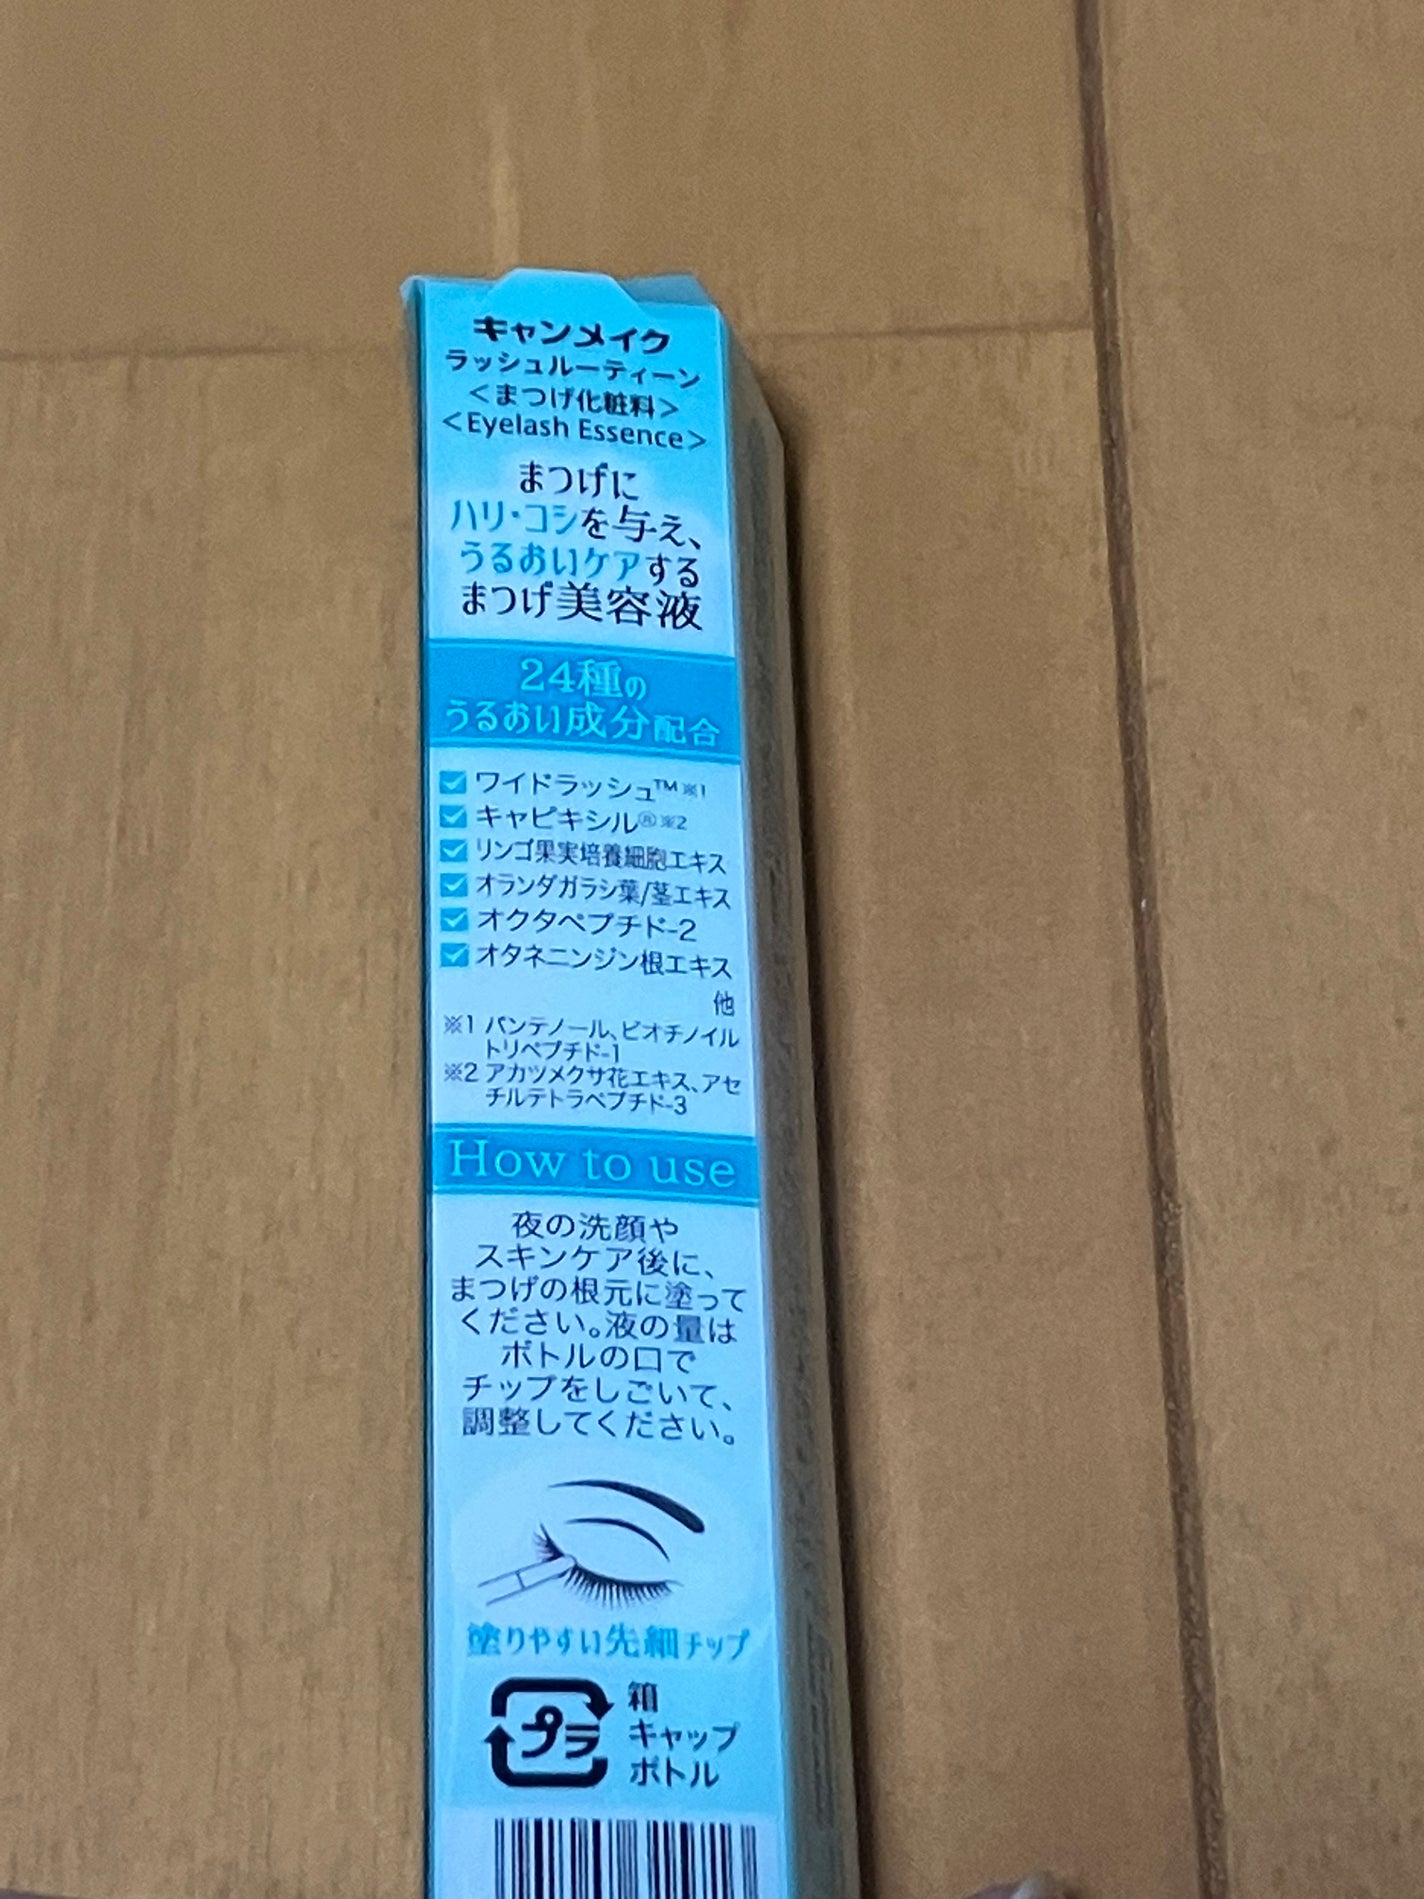 キャンメイク
ラッシュルーティーン
＜まつげ化粧料＞
＜Eyelash Essence＞
まつげに
ハリ・コシを与え、
うるおいケアする
まつげ美容液
24種の
うるおい成分配合
ワイドラッシュ™※1
キャピキシル®※2
リンゴ果実培養細胞エキス
オランダガラシ葉/茎エキス
オクタペプチド-2
オタネニンジン根エキス
他
※1 パンテノール、ビオチノイル
トリペプチド-1
※2 アカツメクサ花エキス、アセ
チルテトラペプチド-3
How to use
夜の洗顔や
スキンケア後に、
まつげの根元に塗って
ください。液の量は
ボトルの口で
チップをしごいて、
調整してください。
塗りやすい先細チップ
プラ
箱
キャップ
ボトル